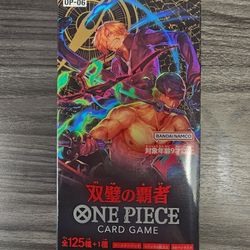 OP-06
BANDAI NAMCO
対象年齢9才以上
双璧の覇者
ONE PIECE
CARD GAME
全125種+1種